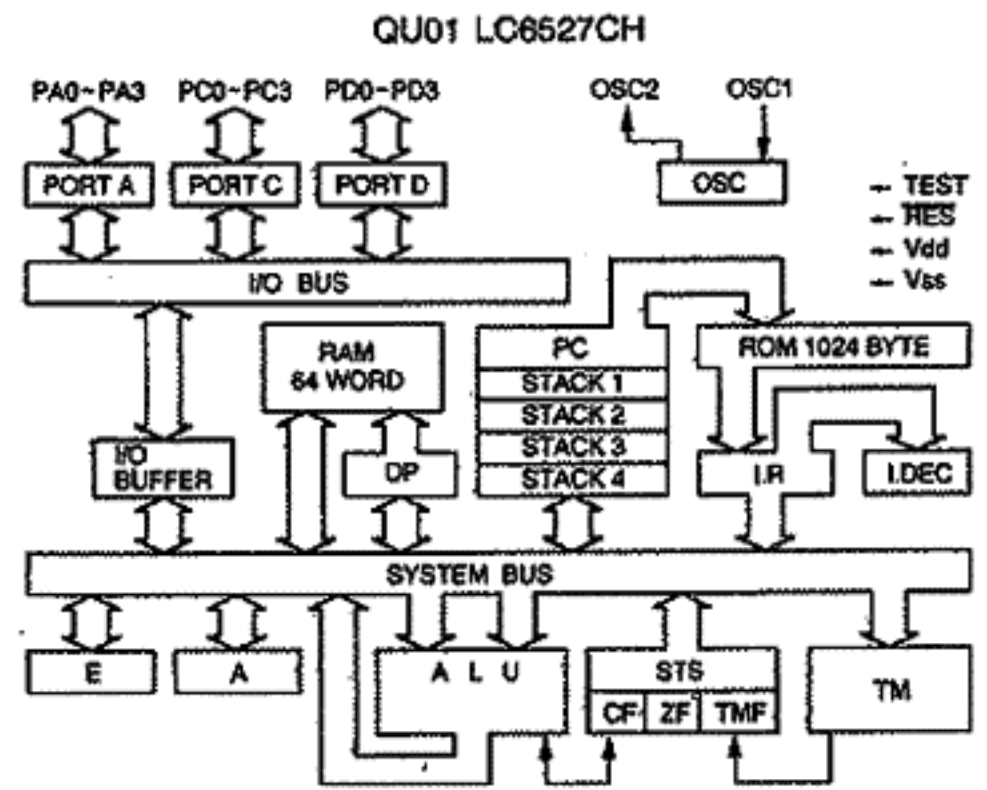 QU01 LC6527CH
PA0~PA3 PC0~PC3 PD0~PD3 OSC2 OSC1
PORT A PORT C PORT D OSC
TEST
RES
Vdd
Vss
I/O BUS
RAM
64 WORD
PC
ROM 1024 BYTE
STACK 1
STACK 2
STACK 3
STACK 4
I/O
BUFFER
DP
I.R
I.DEC
SYSTEM BUS
E A A L U STS TM
CF ZF TMF